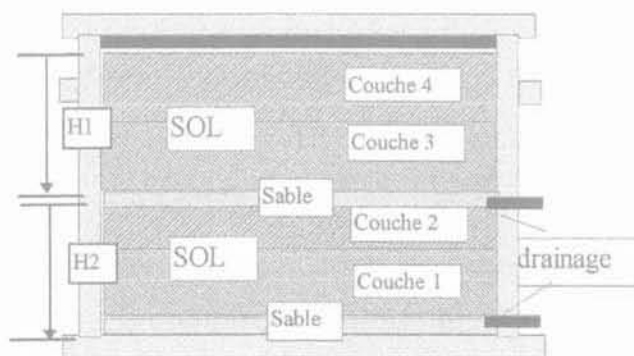 Couche 4
H1
SOL
Couche 3
Sable
Couche 2
H2
SOL
drainage
Couche 1
Sable